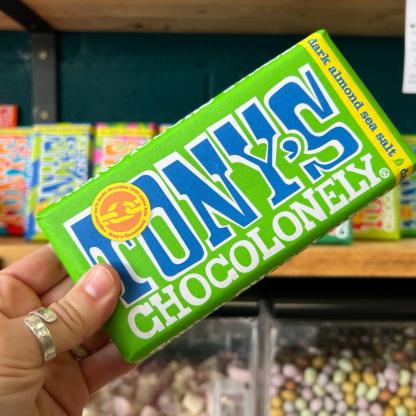 TONY'S
CHOCOLONELY®
dark almond sea salt